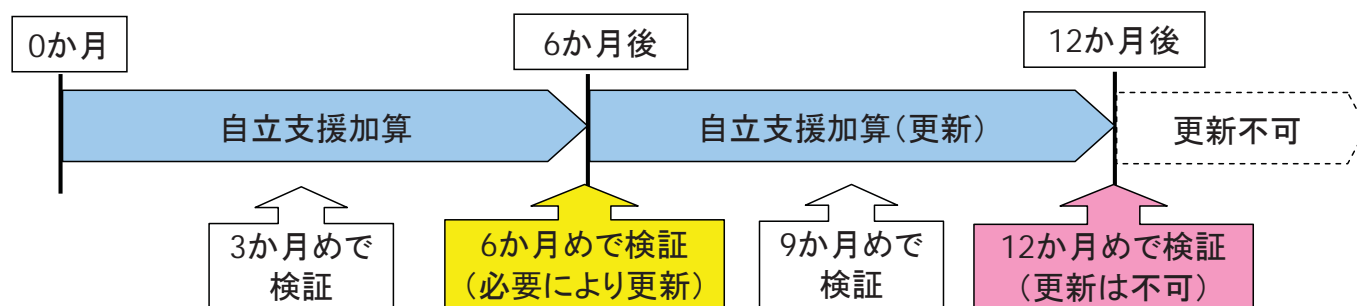 0か月
6か月後
12か月後
自立支援加算
自立支援加算(更新)
更新不可
3か月めで
検証
6か月めで検証
(必要により更新)
9か月めで
検証
12か月めで検証
(更新は不可)